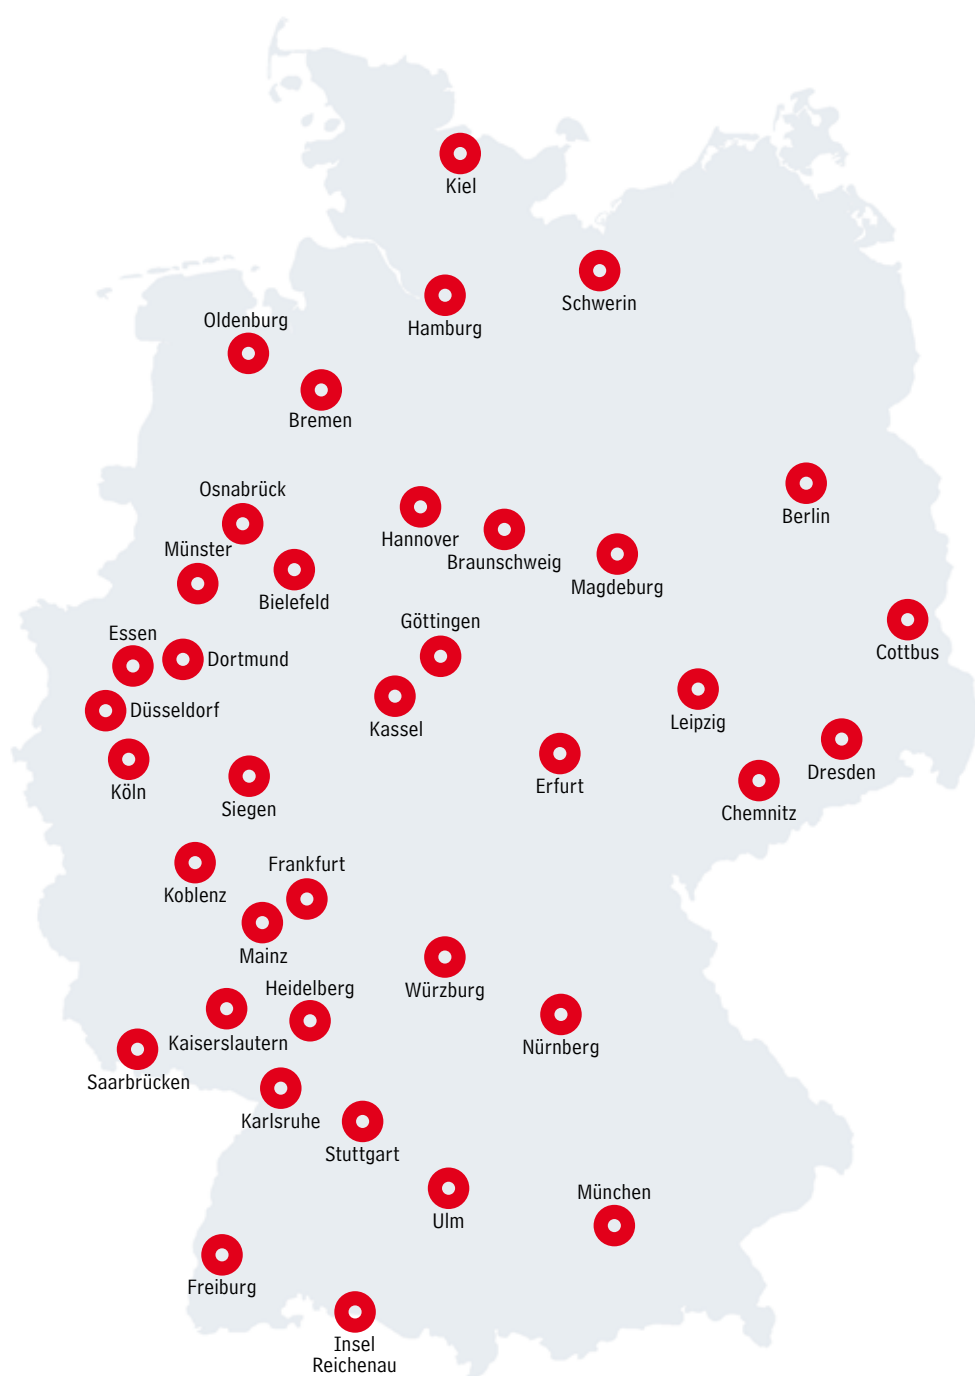 Kiel
Schwerin
Hamburg
Oldenburg
Bremen
Osnabrück
Berlin
Hannover
Braunschweig
Münster
Magdeburg
Bielefeld
Göttingen
Essen
Dortmund
Cottbus
Düsseldorf
Leipzig
Kassel
Dresden
Köln
Erfurt
Siegen
Chemnitz
Frankfurt
Koblenz
Mainz
Heidelberg
Würzburg
Kaiserslautern
Nürnberg
Saarbrücken
Karlsruhe
Stuttgart
München
Ulm
Freiburg
Insel
Reichenau